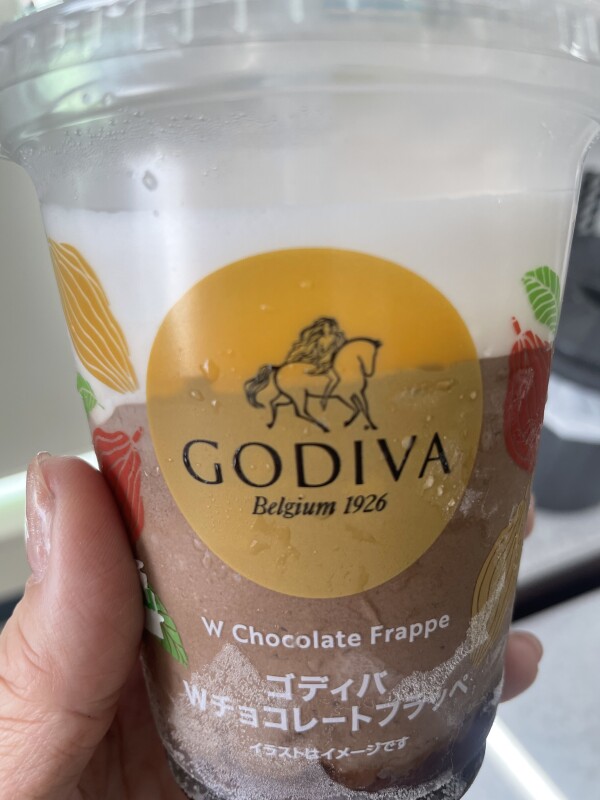 GODIVA
Belgium 1926
W Chocolate Frappe
ゴディバ
Wチョコレートフラッペ
イラストはイメージです